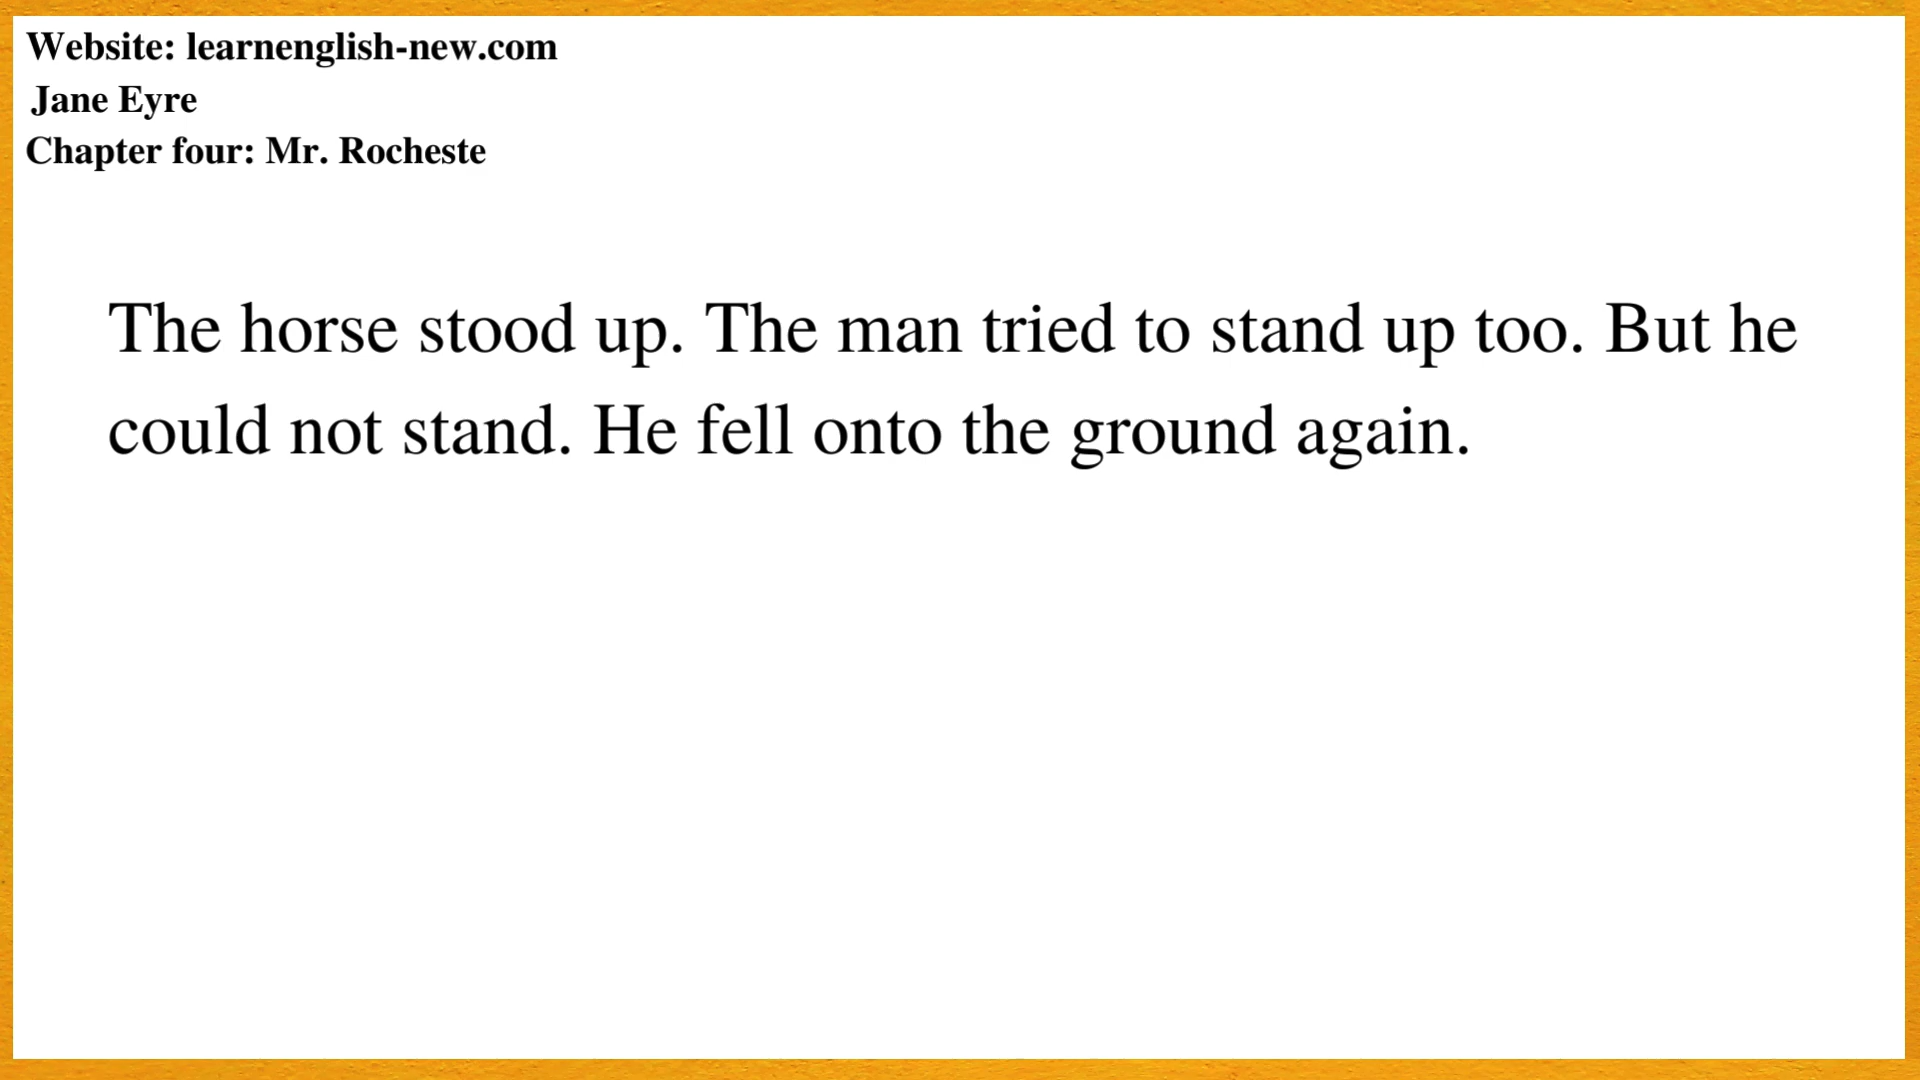 Website: learnenglish-new.com
Jane Eyre
Chapter four: Mr. Rocheste
The horse stood up. The man tried to stand up too. But he
could not stand. He fell onto the ground again.